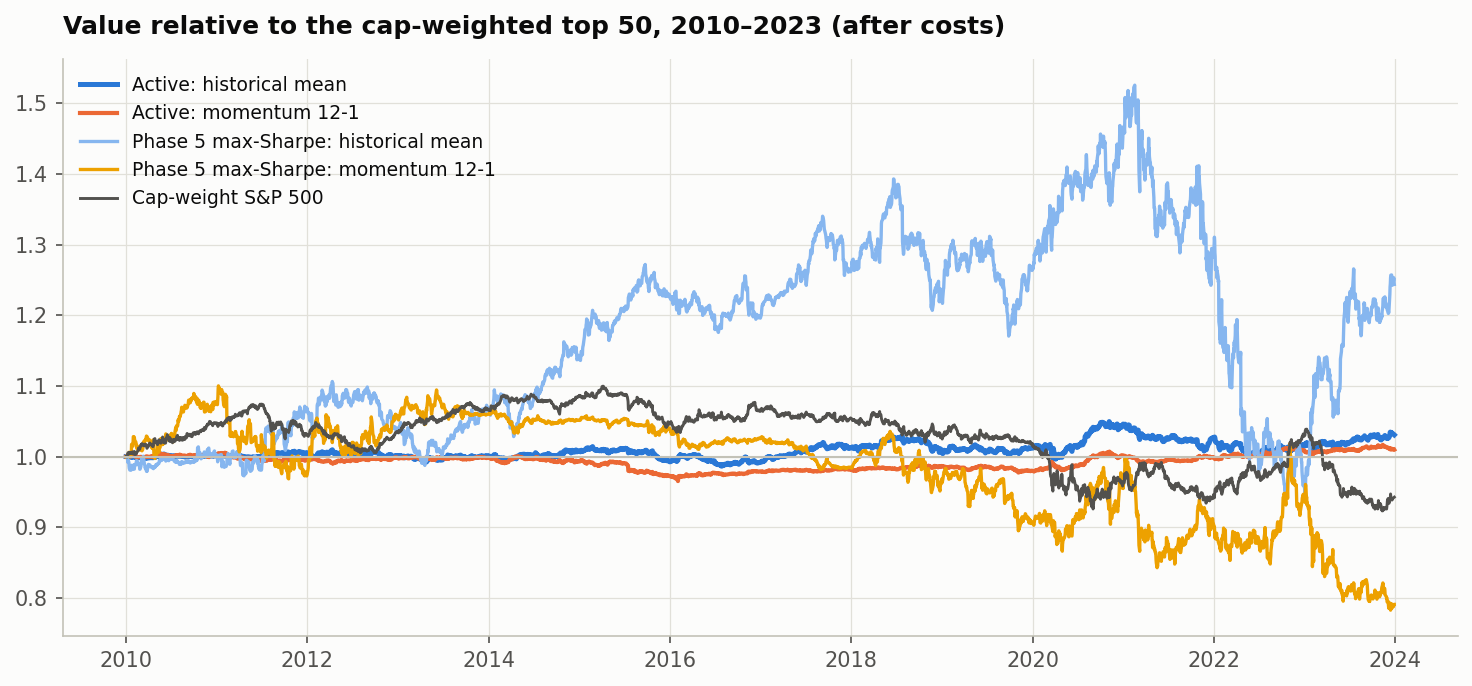 Value relative to the cap-weighted top 50, 2010–2023 (after costs)
Active: historical mean
Active: momentum 12-1
Phase 5 max-Sharpe: historical mean
Phase 5 max-Sharpe: momentum 12-1
Cap-weight S&P 500
1.5
1.4
1.3
1.2
1.1
1.0
0.9
0.8
2010 2012 2014 2016 2018 2020 2022 2024